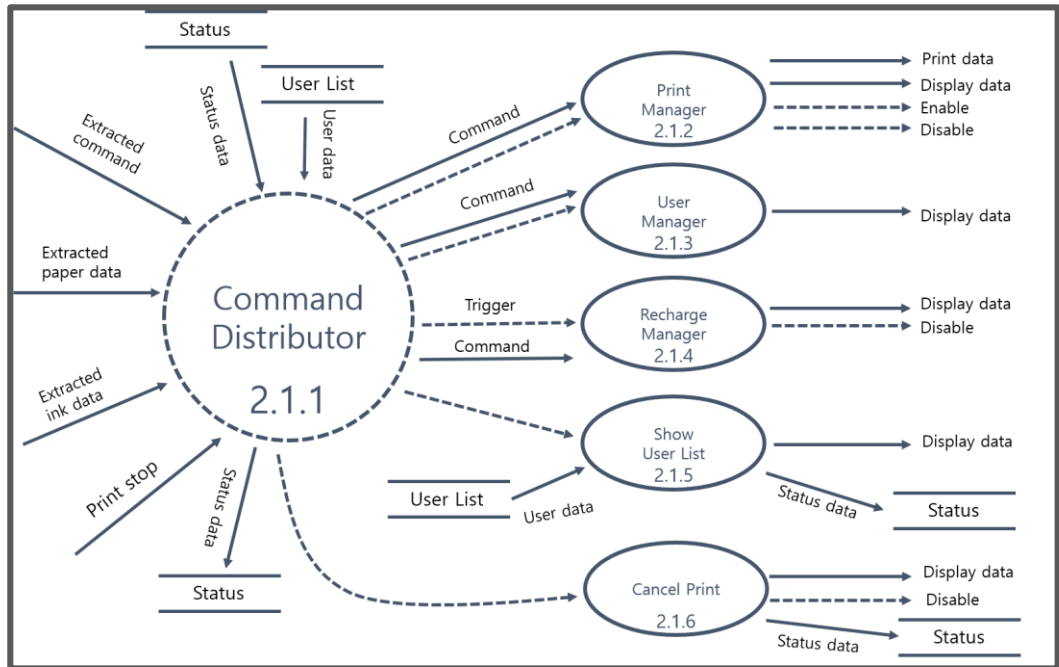 Status
User List
Status data
User data
Extracted
command
Extracted
paper data
Extracted
ink data
Print stop
Command
Distributor
2.1.1
Status data
Status
Command
Print
Manager
2.1.2
Print data
Display data
Enable
Disable
Command
User
Manager
2.1.3
Display data
Trigger
Command
Recharge
Manager
2.1.4
Display data
Disable
Show
User List
2.1.5
User List
User data
Display data
Status data
Status
Cancel Print
2.1.6
Display data
Disable
Status data
Status